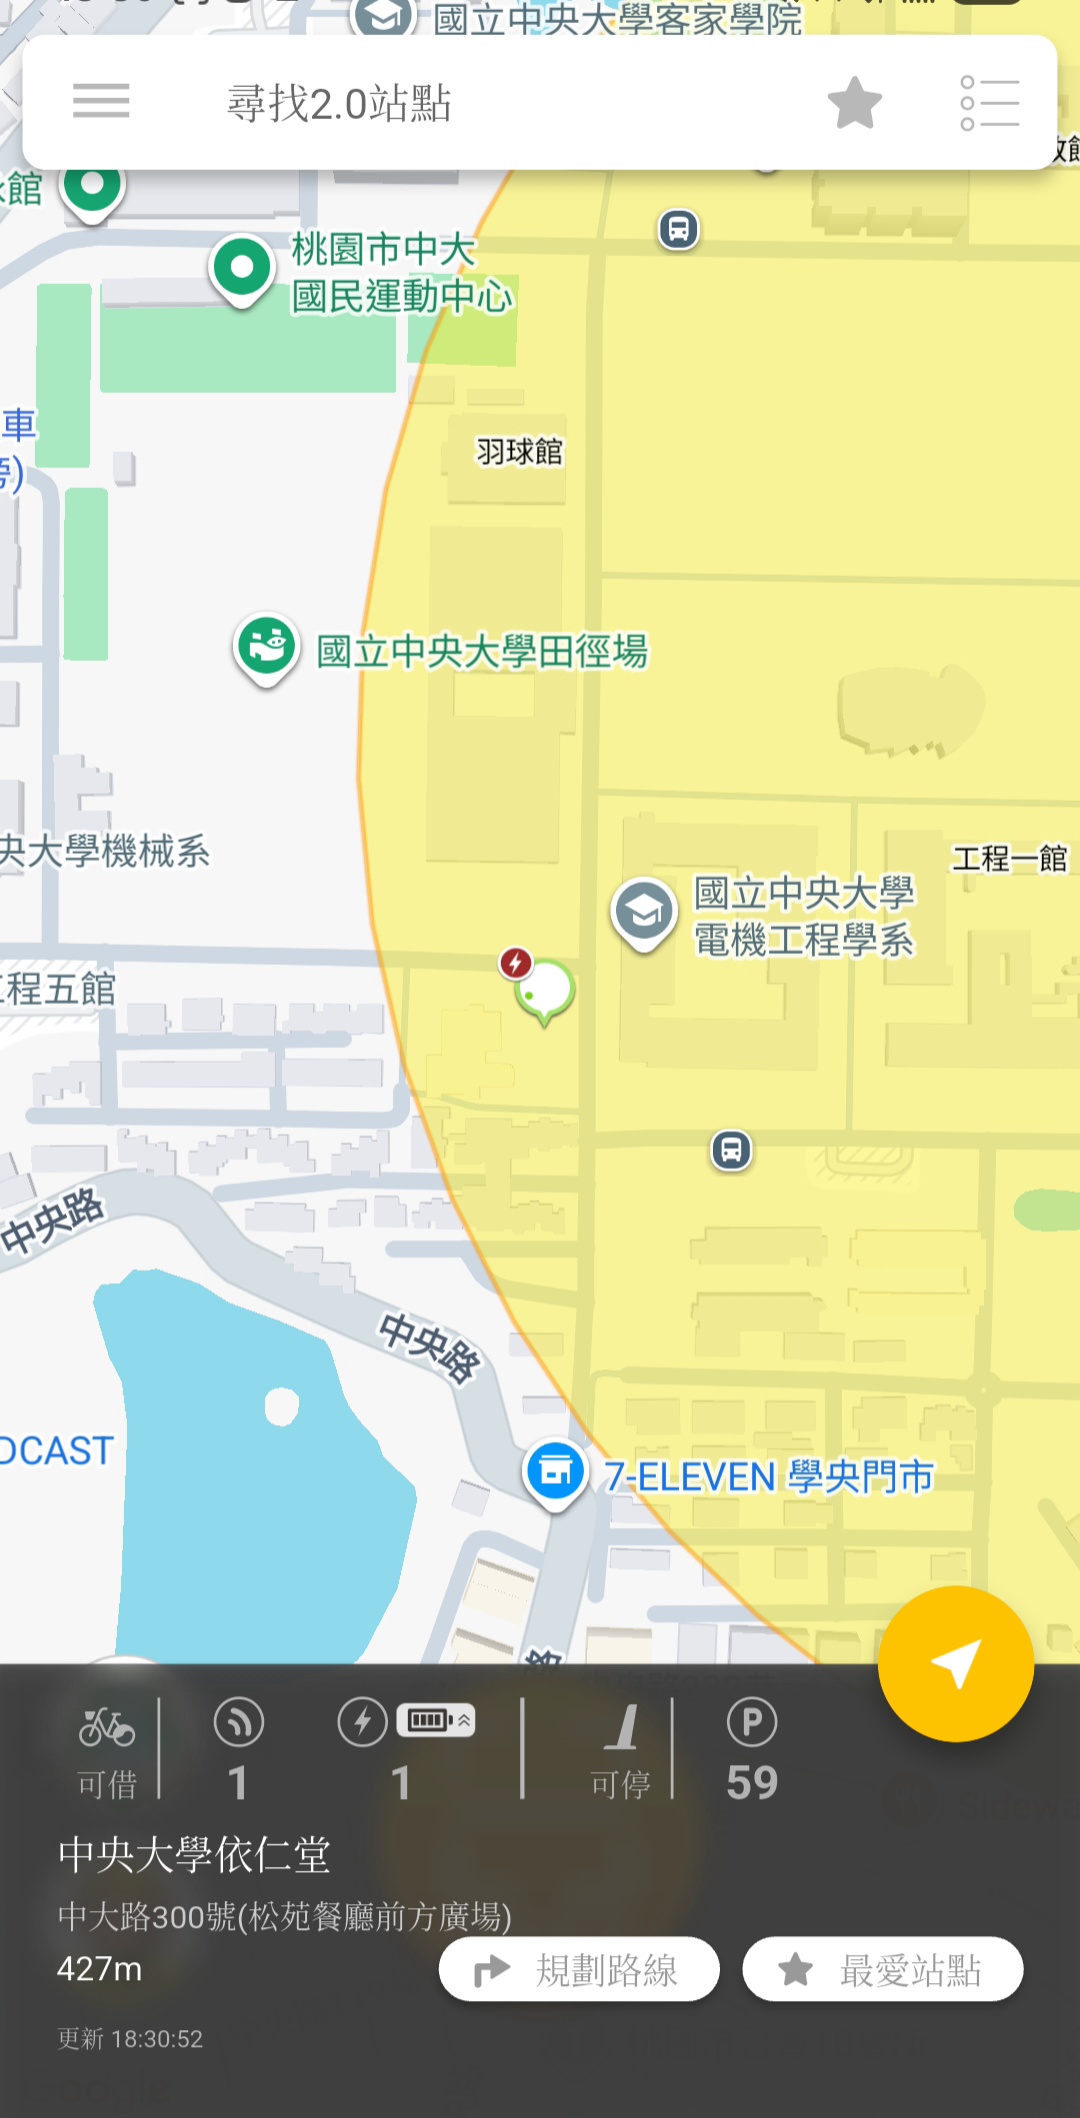 國立中央大學客家學院
尋找2.0站點
館
桃園市中大
國民運動中心
車
羽球館
國立中央大學田徑場
央大學機械系
工程一館
國立中央大學
電機工程學系
程五館
中央路
中央路
DCAST
7-ELEVEN 學央門市
路
可借
1
1
可停
P
59
中央大學依仁堂
中大路300號(松苑餐廳前方廣場)
427m
規劃路線
最愛站點
更新 18:30:52